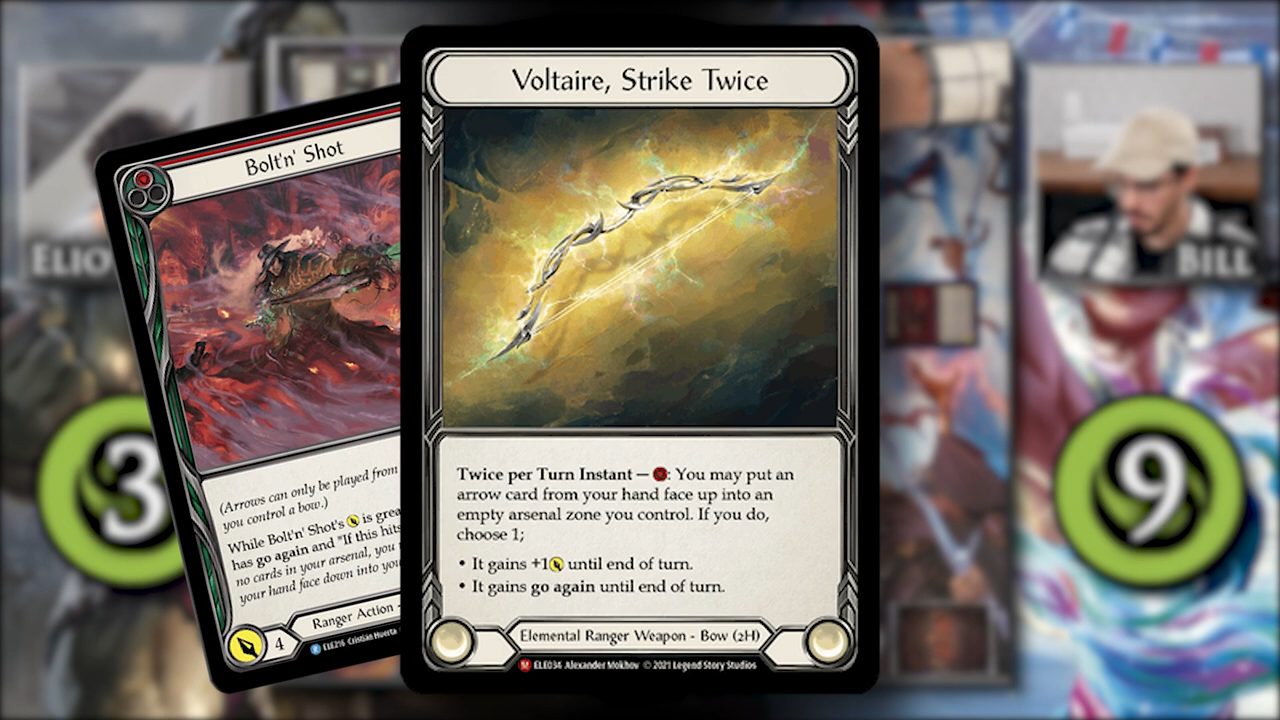 Bolt'n' Shot
(Arrows can only be played from
you control a bow.)
While Bolt'n' Shot's is grea
has go again and "If this hits
no cards in your arsenal, you
your hand face down into you
4
Ranger Action -
R ELE216 Cristián Huerta
Voltaire, Strike Twice
Twice per Turn Instant — : You may put an
arrow card from your hand face up into an
empty arsenal zone you control. If you do,
choose 1;
• It gains +1 until end of turn.
• It gains go again until end of turn.
Elemental Ranger Weapon - Bow (2H)
M ELE034 Alexander Mokhov © 2021 Legend Story Studios
ELIO
3
BILL
9